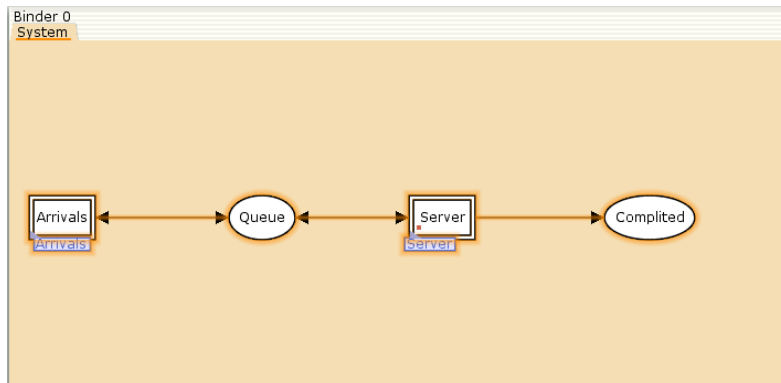 Binder 0
System
Arrivals
Queue
Server
Complited
Arrivals
Server